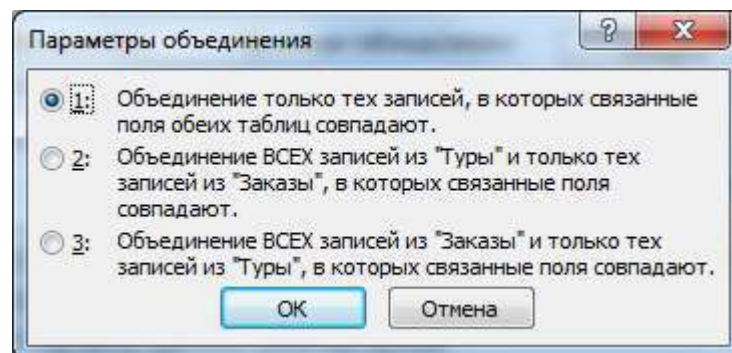 Параметры объединения
1: Объединение только тех записей, в которых связанные
поля обеих таблиц совпадают.
2: Объединение ВСЕХ записей из "Туры" и только тех
записей из "Заказы", в которых связанные поля
совпадают.
3: Объединение ВСЕХ записей из "Заказы" и только тех
записей из "Туры", в которых связанные поля совпадают.
ОК Отмена